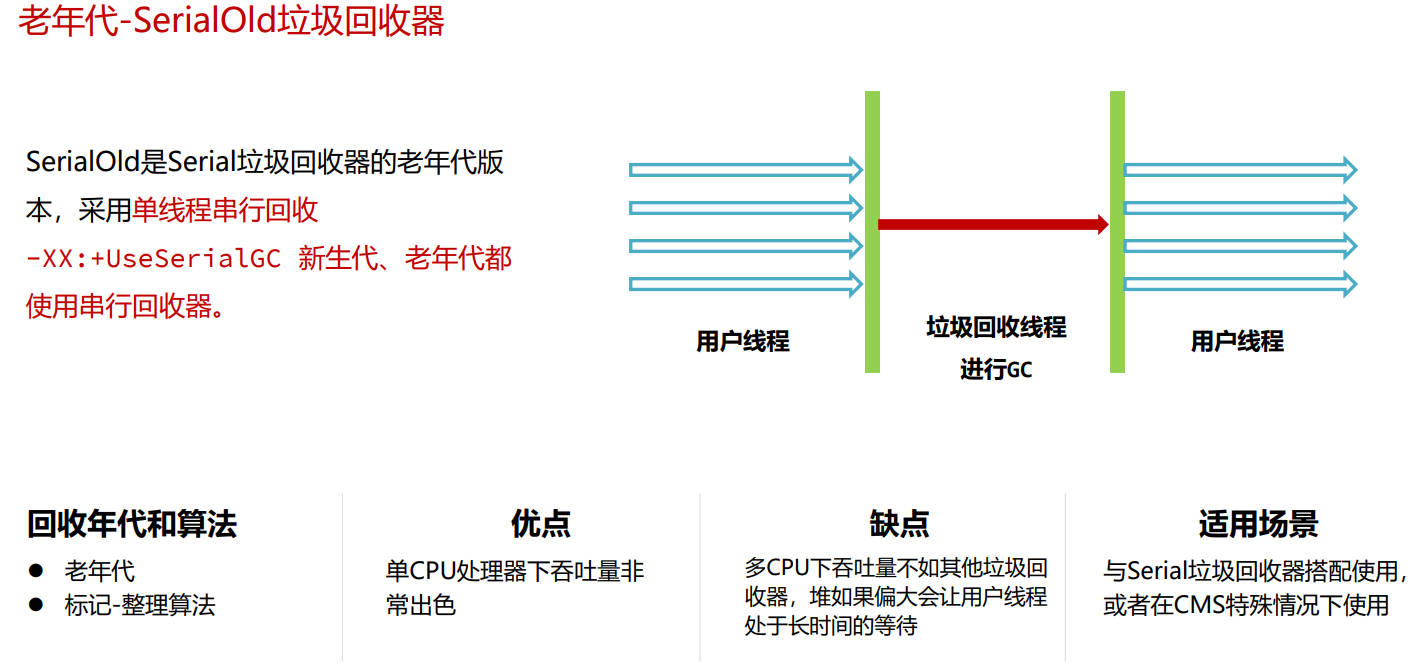 老年代-SerialOld垃圾回收器
SerialOld是Serial垃圾回收器的老年代版
本，采用单线程串行回收
-XX:+UseSerialGC 新生代、老年代都
使用串行回收器。
用户线程
垃圾回收线程
进行GC
用户线程
回收年代和算法
● 老年代
● 标记-整理算法
优点
单CPU处理器下吞吐量非
常出色
缺点
多CPU下吞吐量不如其他垃圾回
收器，堆如果偏大会让用户线程
处于长时间的等待
适用场景
与Serial垃圾回收器搭配使用，
或者在CMS特殊情况下使用